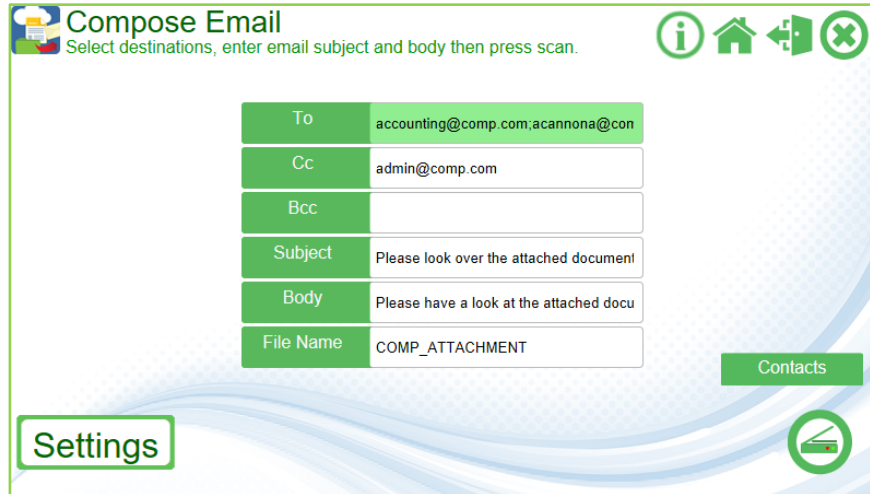 Compose Email
Select destinations, enter email subject and body then press scan.
To
accounting@comp.com;acannona@con
Cc
admin@comp.com
Bcc
Subject
Please look over the attached document
Body
Please have a look at the attached docu
File Name
COMP_ATTACHMENT
Contacts
Settings